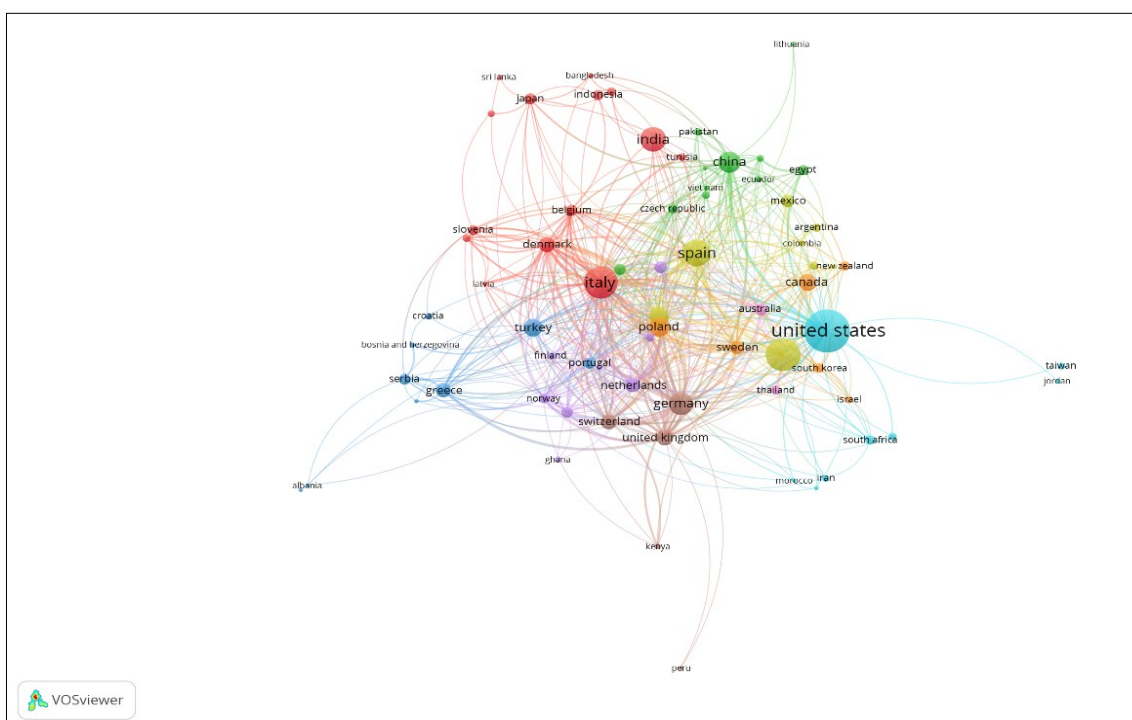 lithuania
sri lanka
bangladesh
japan
indonesia
pakistan
india
tunisia
china
egypt
ecuador
vietnam
mexico
belgium
czech republic
slovenia
argentina
denmark
colombia
spain
new zealand
italy
latvia
canada
australia
croatia
turkey
poland
united states
bosnia and herzegovina
sweden
finland
portugal
south korea
taiwan
serbia
jordan
greece
netherlands
thailand
norway
germany
israel
switzerland
united kingdom
south africa
ghana
albania
morocco
iran
kenya
peru
VOSviewer